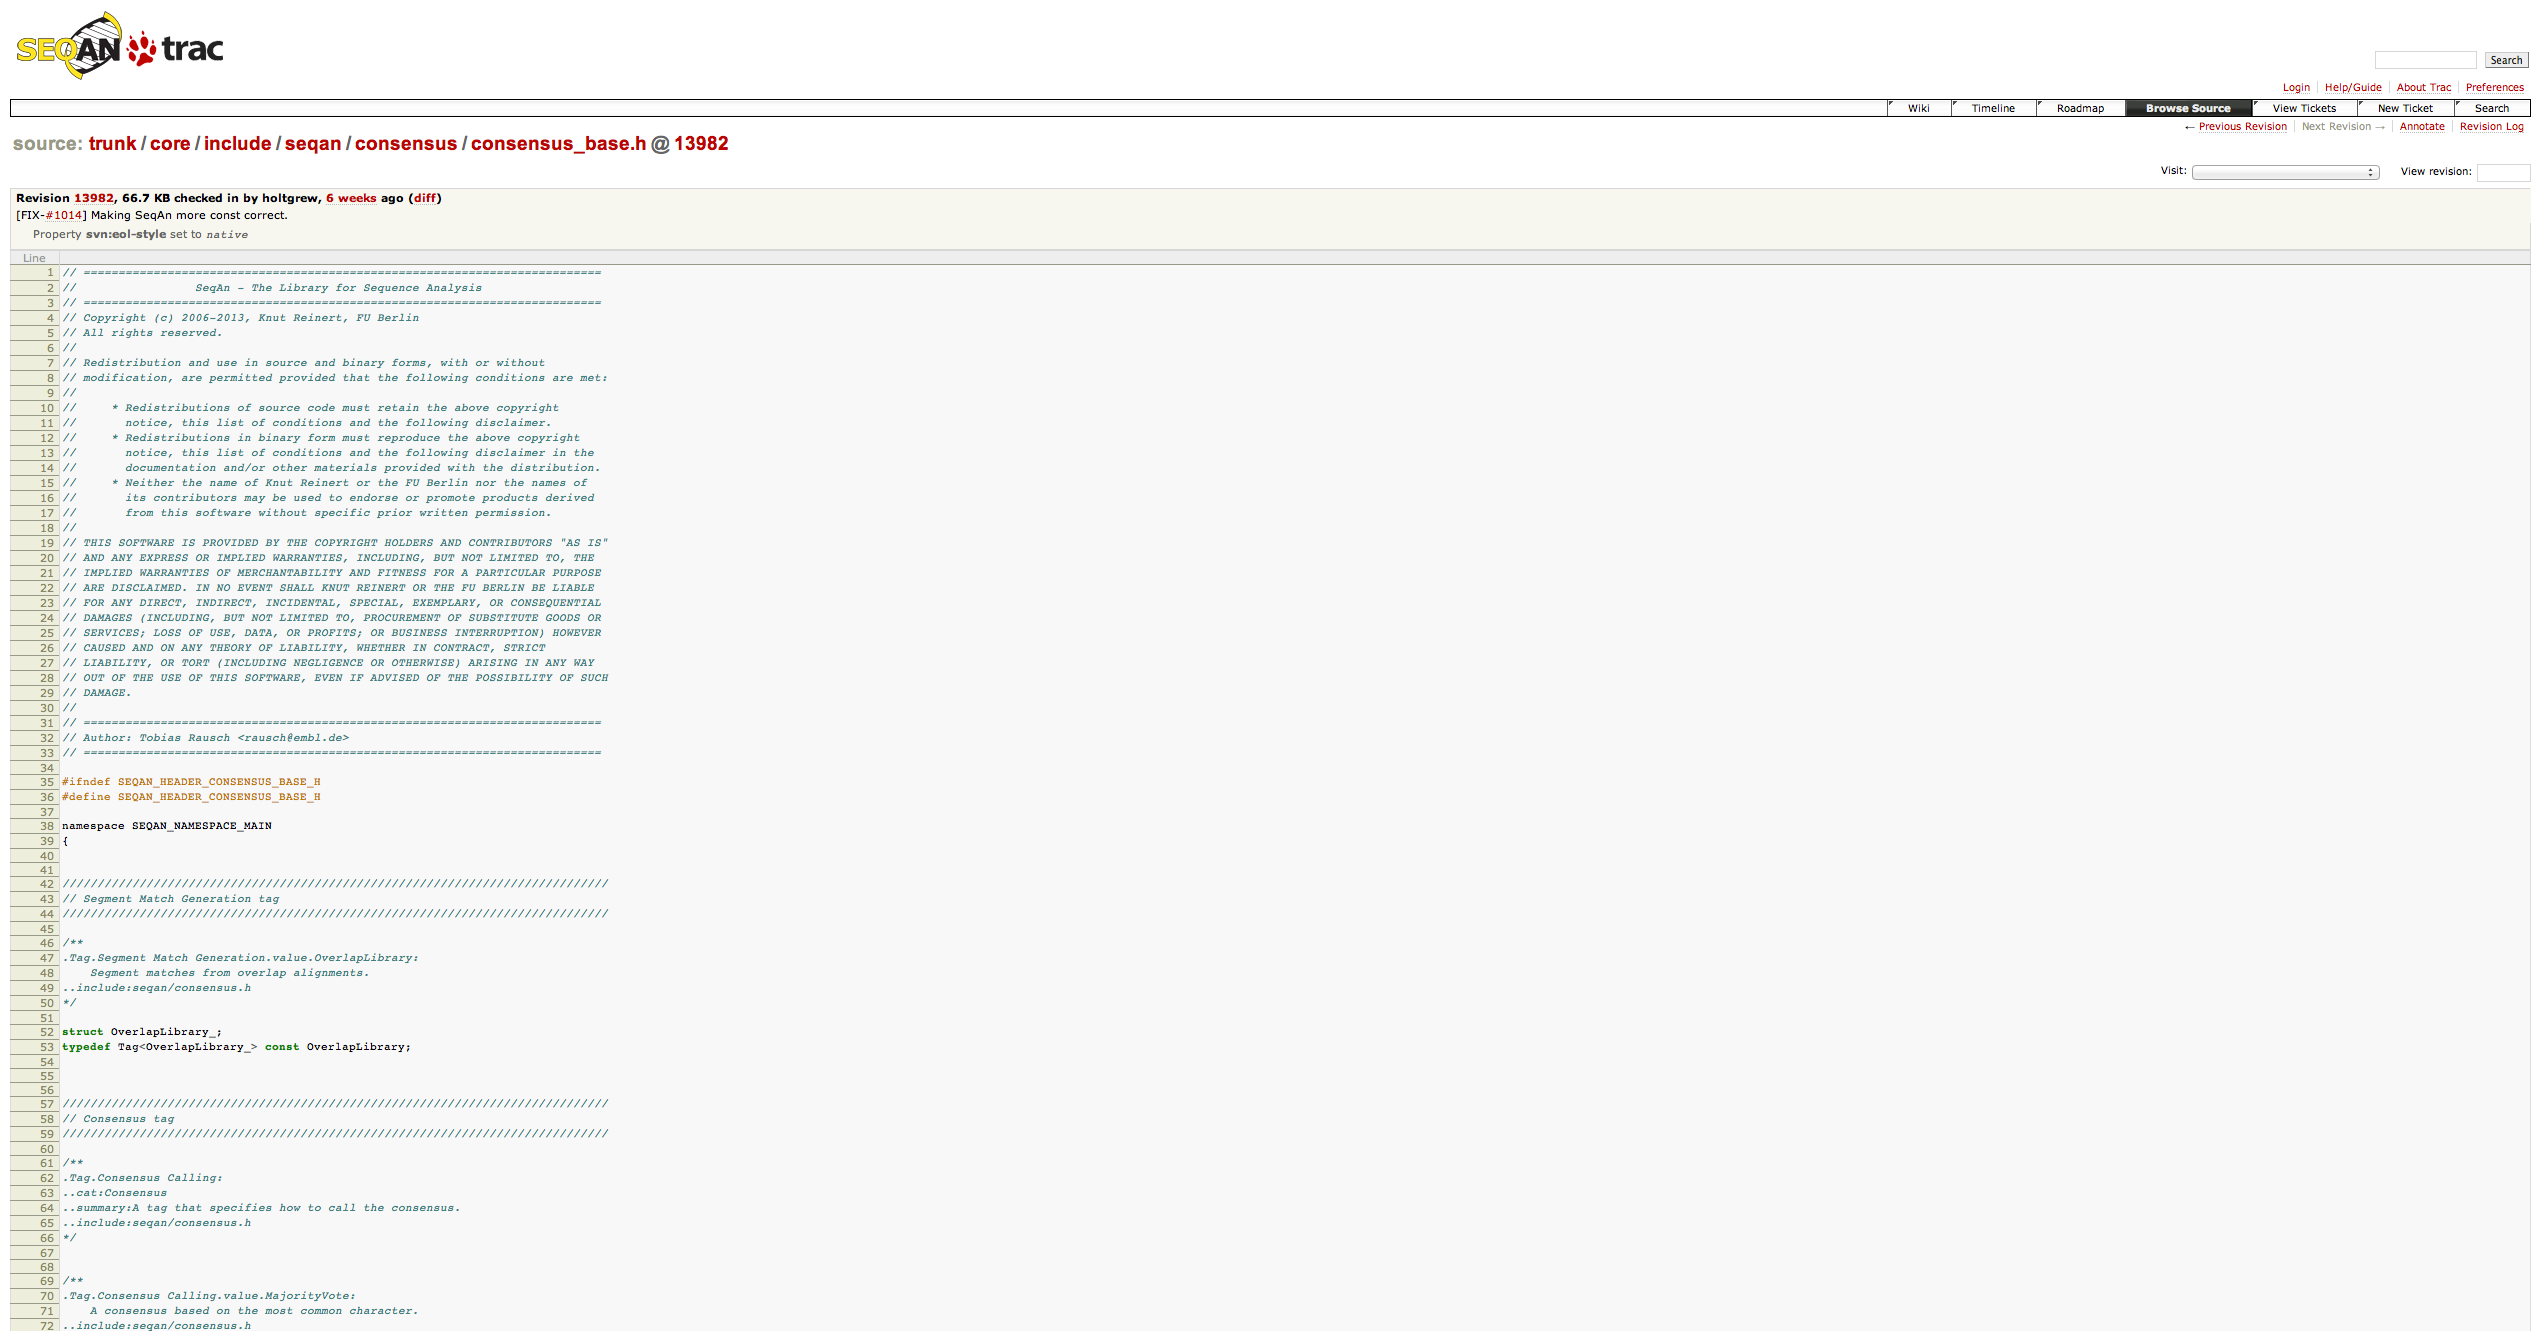 SEQAN trac
Search
Login Help/Guide About Trac Preferences
Wiki Timeline Roadmap Browse Source View Tickets New Ticket Search
← Previous Revision Next Revision → Annotate Revision Log
source: trunk / core / include / seqan / consensus / consensus_base.h @ 13982
Visit: View revision:
Revision 13982, 66.7 KB checked in by holtgrew, 6 weeks ago (diff)
[FIX-#1014] Making SeqAn more const correct.
Property svn:eol-style set to native
Line
1 // ==========================================================================
2 //                 SeqAn - The Library for Sequence Analysis
3 // ==========================================================================
4 // Copyright (c) 2006-2013, Knut Reinert, FU Berlin
5 // All rights reserved.
6 //
7 // Redistribution and use in source and binary forms, with or without
8 // modification, are permitted provided that the following conditions are met:
9 //
10 //     * Redistributions of source code must retain the above copyright
11 //       notice, this list of conditions and the following disclaimer.
12 //     * Redistributions in binary form must reproduce the above copyright
13 //       notice, this list of conditions and the following disclaimer in the
14 //       documentation and/or other materials provided with the distribution.
15 //     * Neither the name of Knut Reinert or the FU Berlin nor the names of
16 //       its contributors may be used to endorse or promote products derived
17 //       from this software without specific prior written permission.
18 //
19 // THIS SOFTWARE IS PROVIDED BY THE COPYRIGHT HOLDERS AND CONTRIBUTORS "AS IS"
20 // AND ANY EXPRESS OR IMPLIED WARRANTIES, INCLUDING, BUT NOT LIMITED TO, THE
21 // IMPLIED WARRANTIES OF MERCHANTABILITY AND FITNESS FOR A PARTICULAR PURPOSE
22 // ARE DISCLAIMED. IN NO EVENT SHALL KNUT REINERT OR THE FU BERLIN BE LIABLE
23 // FOR ANY DIRECT, INDIRECT, INCIDENTAL, SPECIAL, EXEMPLARY, OR CONSEQUENTIAL
24 // DAMAGES (INCLUDING, BUT NOT LIMITED TO, PROCUREMENT OF SUBSTITUTE GOODS OR
25 // SERVICES; LOSS OF USE, DATA, OR PROFITS; OR BUSINESS INTERRUPTION) HOWEVER
26 // CAUSED AND ON ANY THEORY OF LIABILITY, WHETHER IN CONTRACT, STRICT
27 // LIABILITY, OR TORT (INCLUDING NEGLIGENCE OR OTHERWISE) ARISING IN ANY WAY
28 // OUT OF THE USE OF THIS SOFTWARE, EVEN IF ADVISED OF THE POSSIBILITY OF SUCH
29 // DAMAGE.
30 //
31 // ==========================================================================
32 // Author: Tobias Rausch <rausch@embl.de>
33 // ==========================================================================
34
35 #ifndef SEQAN_HEADER_CONSENSUS_BASE_H
36 #define SEQAN_HEADER_CONSENSUS_BASE_H
37
38 namespace SEQAN_NAMESPACE_MAIN
39 {
40
41
42 //////////////////////////////////////////////////////////////////////////////
43 // Segment Match Generation tag
44 //////////////////////////////////////////////////////////////////////////////
45
46 /**
47 .Tag.Segment Match Generation.value.OverlapLibrary:
48     Segment matches from overlap alignments.
49 ..include:seqan/consensus.h
50 */
51
52 struct OverlapLibrary_;
53 typedef Tag<OverlapLibrary_> const OverlapLibrary;
54
55
56
57 //////////////////////////////////////////////////////////////////////////////
58 // Consensus tag
59 //////////////////////////////////////////////////////////////////////////////
60
61 /**
62 .Tag.Consensus Calling:
63 ..cat:Consensus
64 ..summary:A tag that specifies how to call the consensus.
65 ..include:seqan/consensus.h
66 */
67
68
69 /**
70 .Tag.Consensus Calling.value.MajorityVote:
71     A consensus based on the most common character.
72 ..include:seqan/consensus.h